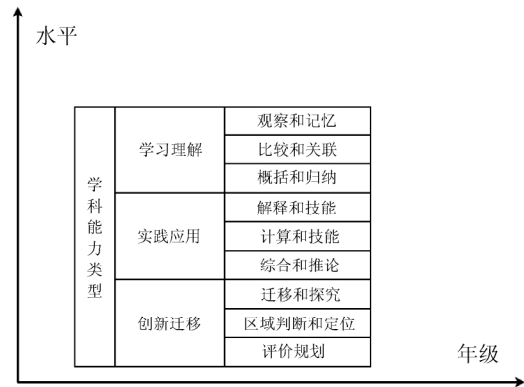 水平
学科能力类型
学习理解
观察和记忆
比较和关联
概括和归纳
实践应用
解释和技能
计算和技能
综合和推论
创新迁移
迁移和探究
区域判断和定位
评价规划
年级